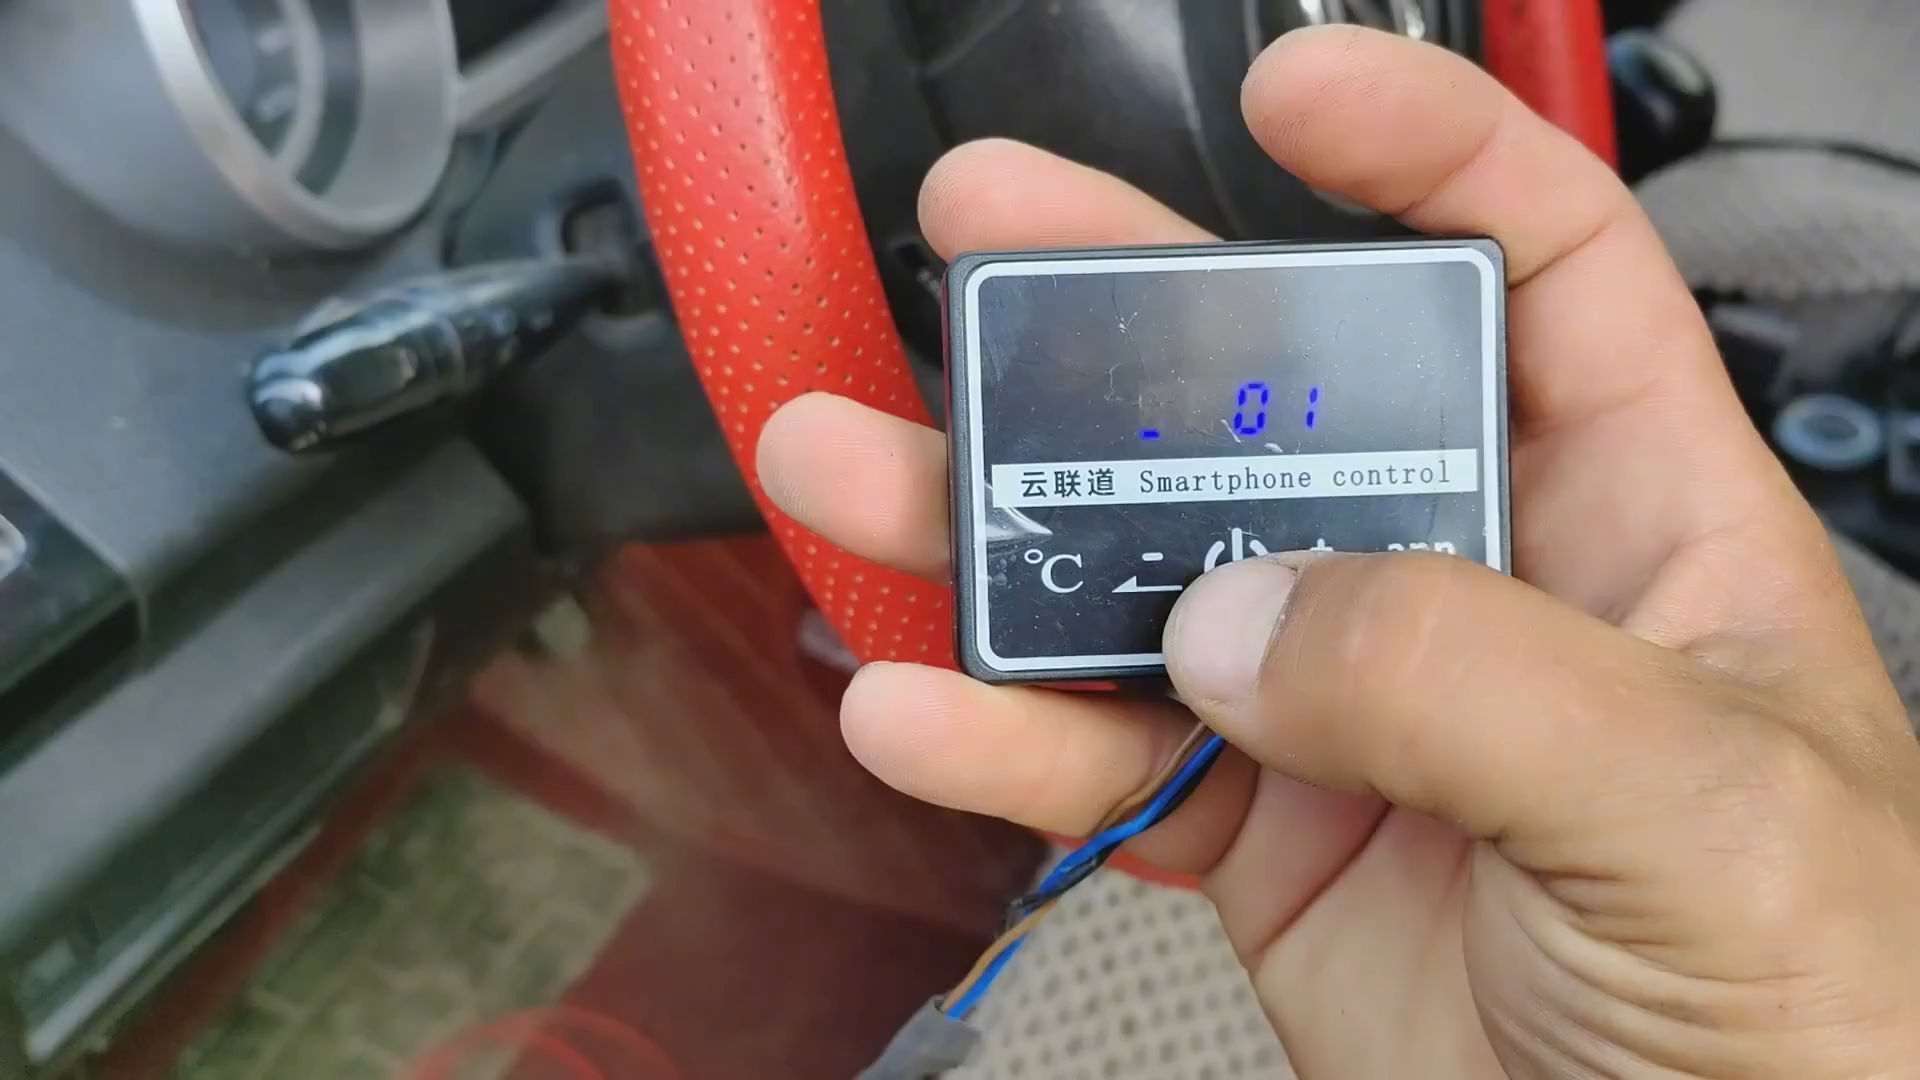 _ 01
云联道 Smartphone control
℃ -